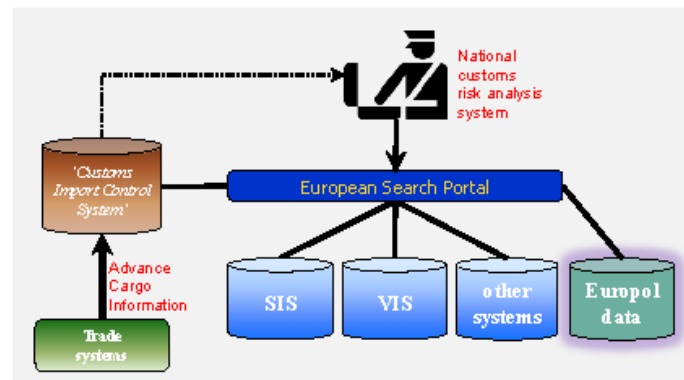 National
customs
risk analysis
system
'Customs
Import Control
System'
European Search Portal
Advance
Cargo
Information
SIS
VIS
other
systems
Europol
data
Trade
systems